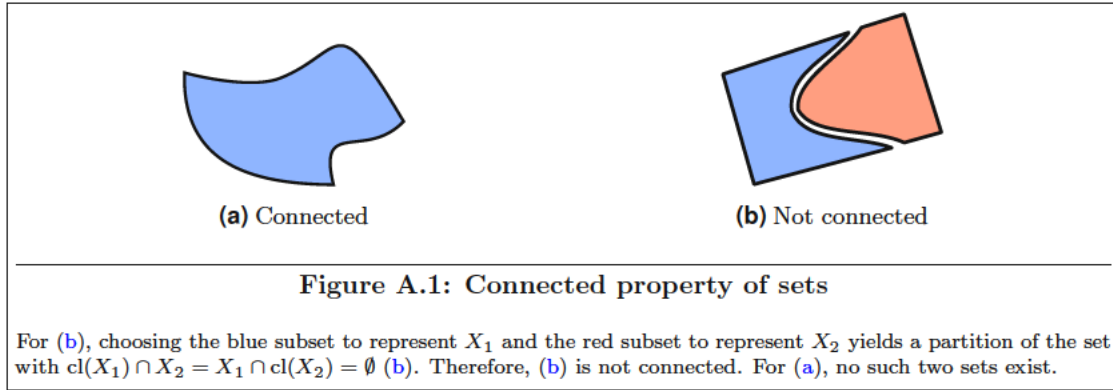 (a) Connected
(b) Not connected
Figure A.1: Connected property of sets
For (b), choosing the blue subset to represent X₁ and the red subset to represent X₂ yields a partition of the set
with cl(X₁) ∩ X₂ = X₁ ∩ cl(X₂) = ∅ (b). Therefore, (b) is not connected. For (a), no such two sets exist.